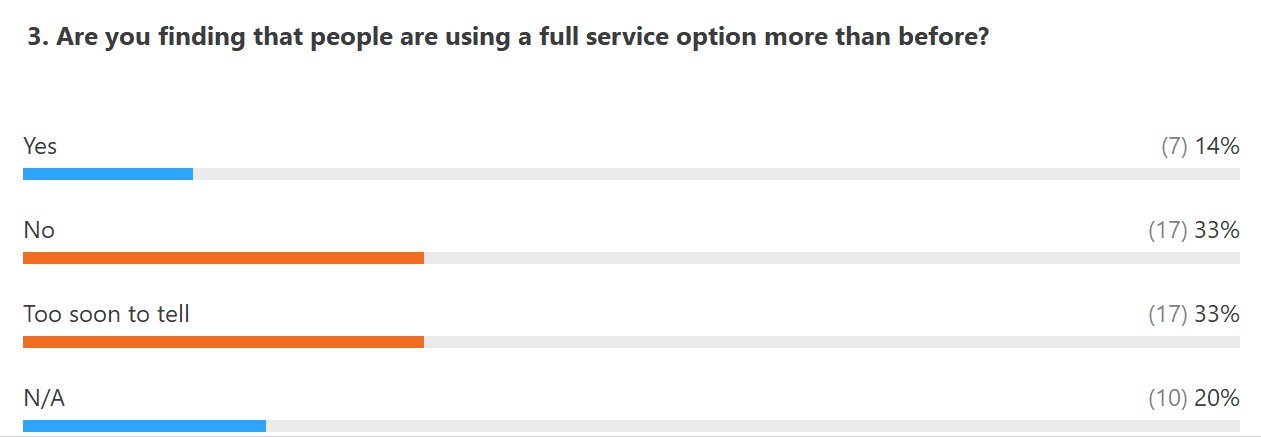 3. Are you finding that people are using a full service option more than before?
Yes (7) 14%
No (17) 33%
Too soon to tell (17) 33%
N/A (10) 20%